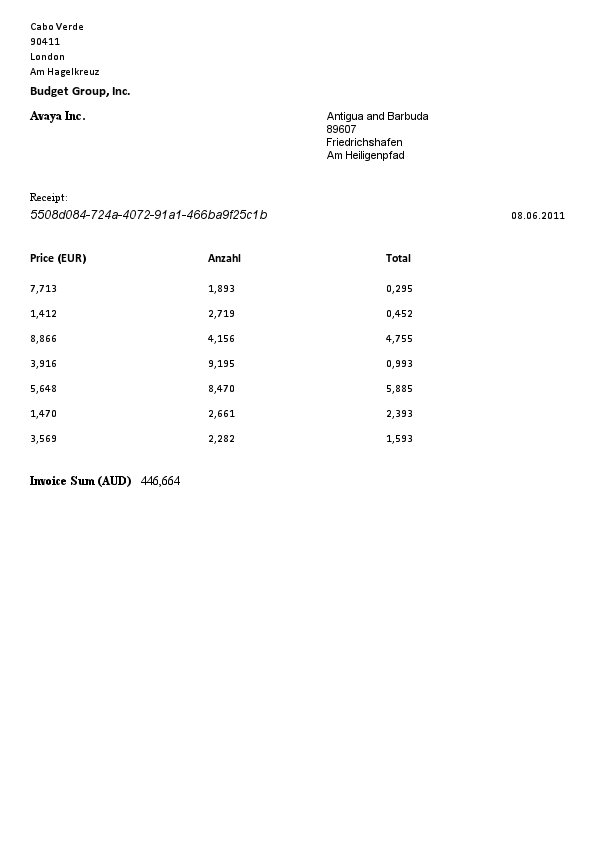 Cabo Verde
90411
London
Am Hagelkreuz
Budget Group, Inc.
Avaya Inc.
Antigua and Barbuda
89607
Friedrichshafen
Am Heiligenpfad
Receipt:
5508d084-724a-4072-91a1-466ba9f25c1b 08.06.2011
Price (EUR) Anzahl Total
7,713 1,893 0,295
1,412 2,719 0,452
8,866 4,156 4,755
3,916 9,195 0,993
5,648 8,470 5,885
1,470 2,661 2,393
3,569 2,282 1,593
Invoice Sum (AUD) 446,664